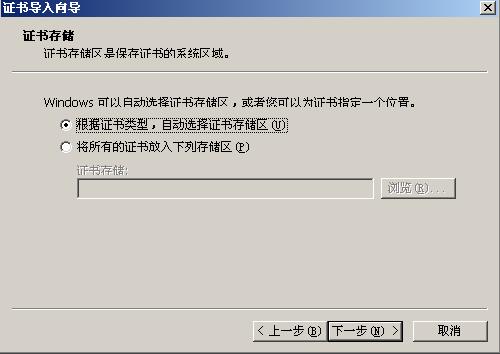 证书导入向导
证书存储
证书存储区是保存证书的系统区域。
Windows 可以自动选择证书存储区，或者您可以为证书指定一个位置。
根据证书类型，自动选择证书存储区(U)
将所有的证书放入下列存储区(P)
证书存储:
浏览(R)...
< 上一步(B) 下一步(N) > 取消